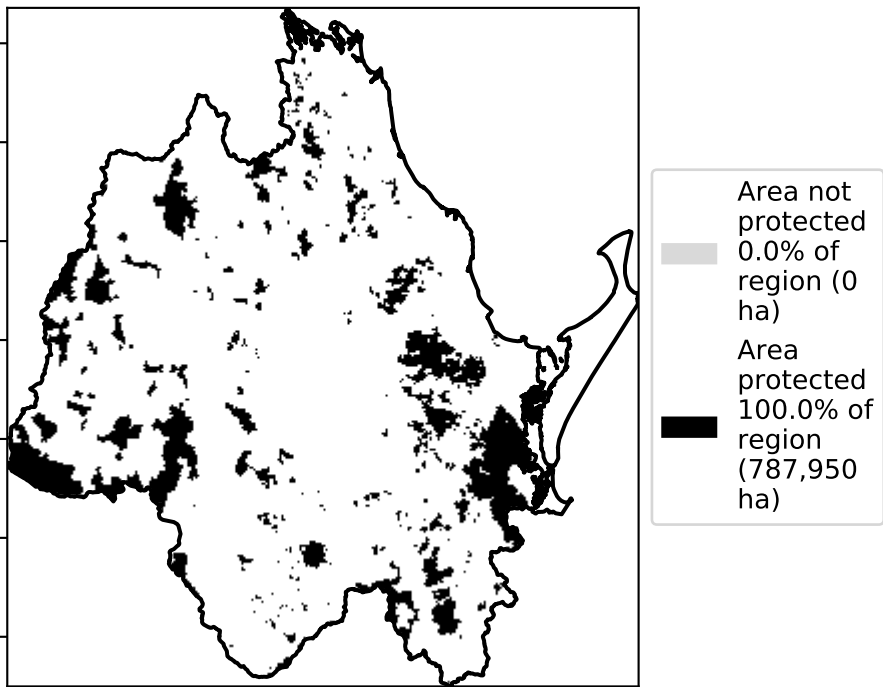 Area not
protected
0.0% of
region (0
ha)
Area
protected
100.0% of
region
(787,950
ha)